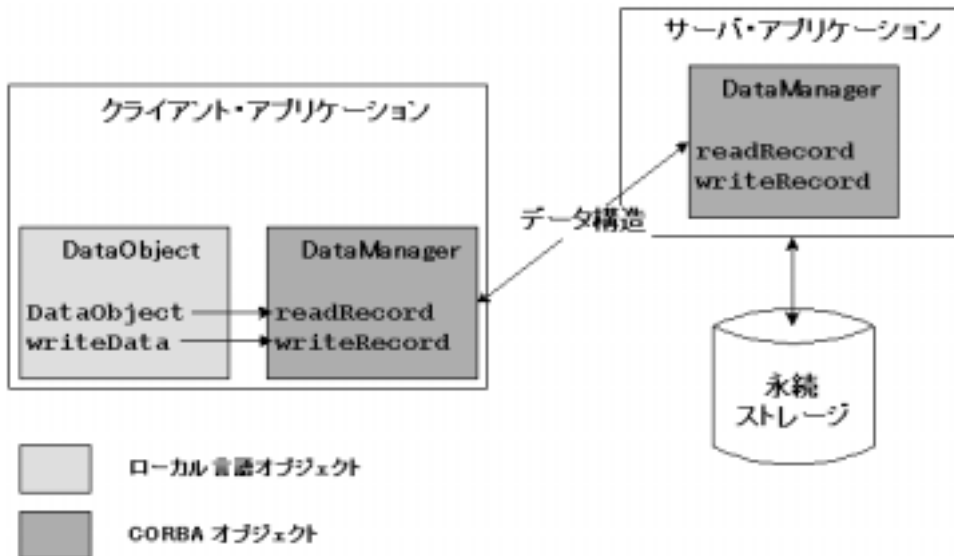 サーバ・アプリケーション
DataManager
readRecord
writeRecord
クライアント・アプリケーション
データ構造
DataObject
DataObject
writeData
DataManager
readRecord
writeRecord
永続
ストレージ
ローカル言語オブジェクト
CORBA オブジェクト